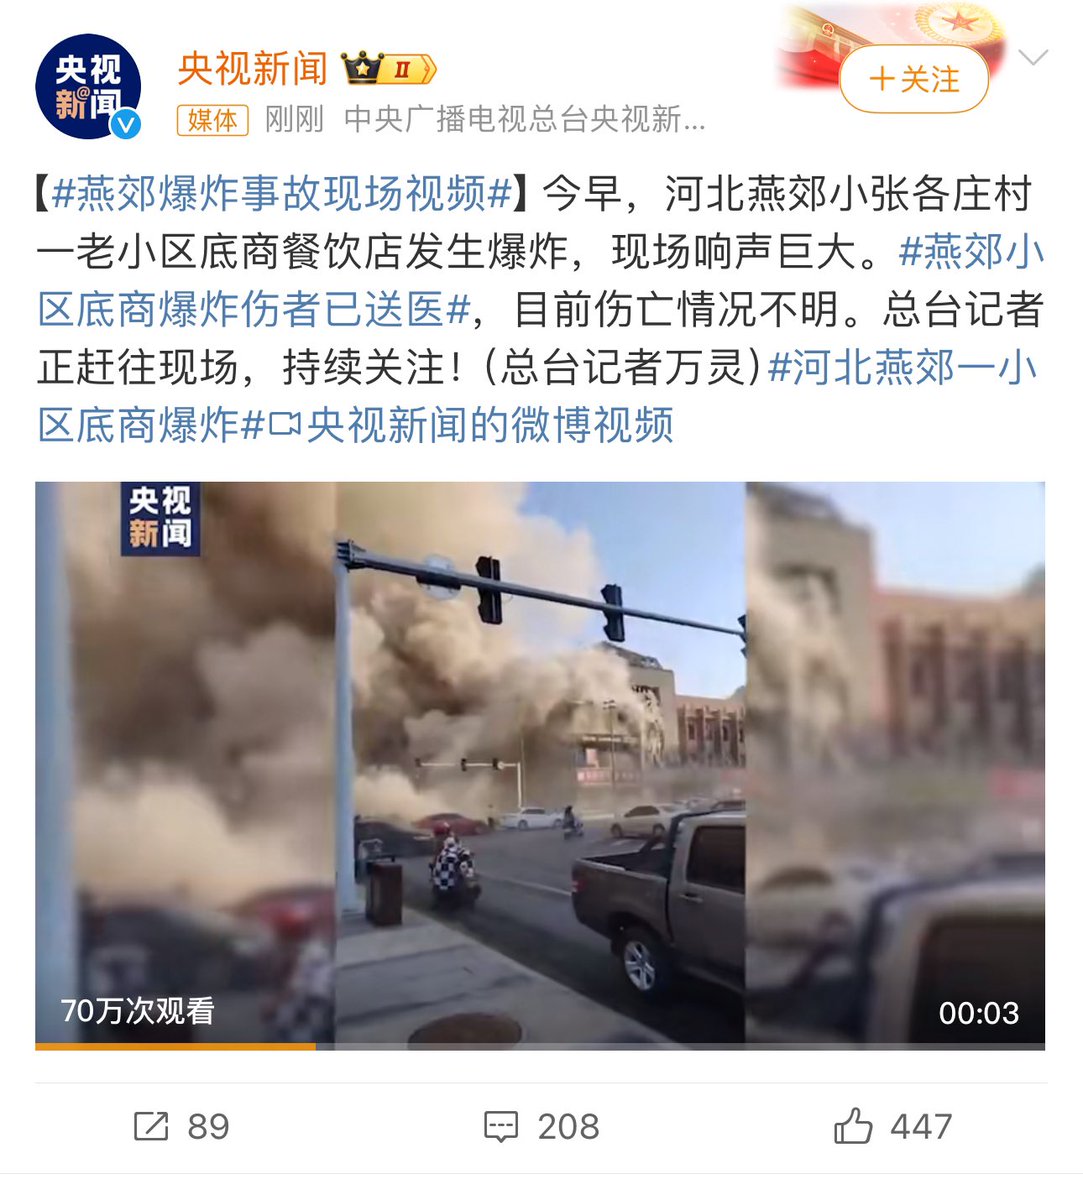 央视
新闻
央视新闻
II
+关注
媒体 刚刚 中央广播电视总台央视新...
【#燕郊爆炸事故现场视频#】今早，河北燕郊小张各庄村
一老小区底商餐饮店发生爆炸，现场响声巨大。#燕郊小
区底商爆炸伤者已送医#，目前伤亡情况不明。总台记者
正赶往现场，持续关注！(总台记者万灵)#河北燕郊一小
区底商爆炸#央视新闻的微博视频
央视
新闻
70万次观看
00:03
89
208
447